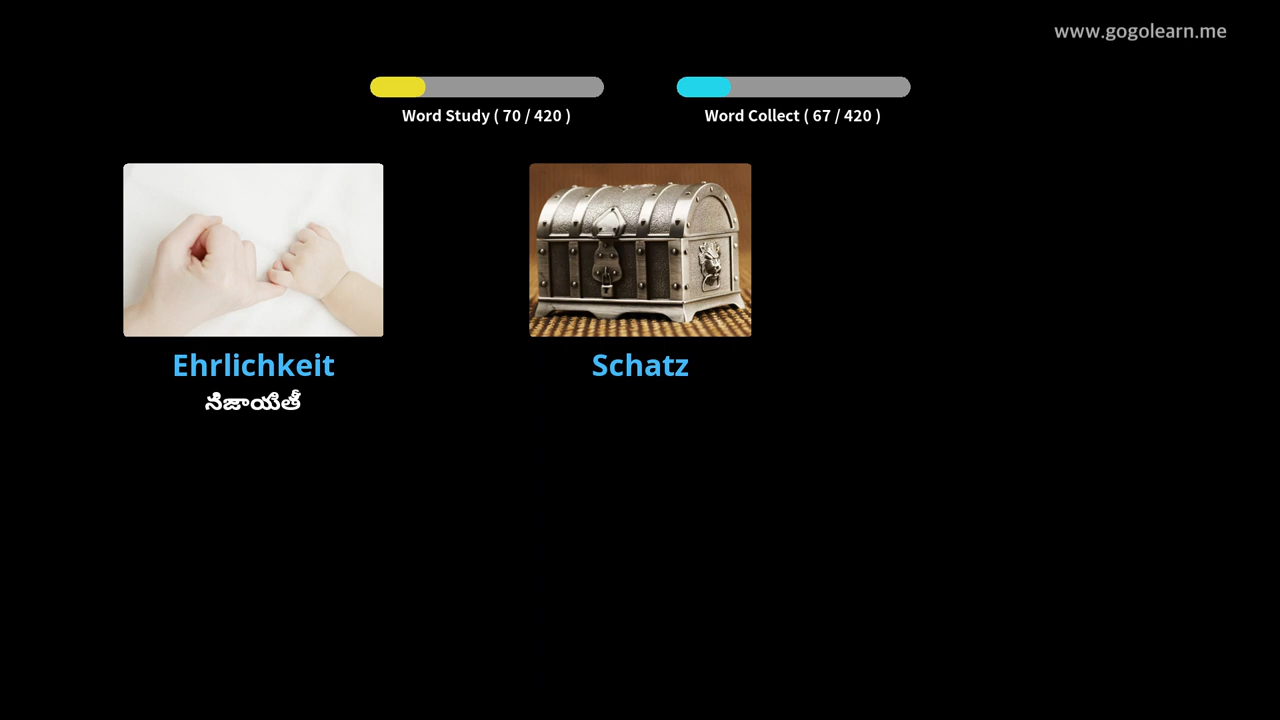 www.gogolearn.me
Word Study ( 70 / 420 )
Word Collect ( 67 / 420 )
Ehrlichkeit
Schatz
నిజాయితీ